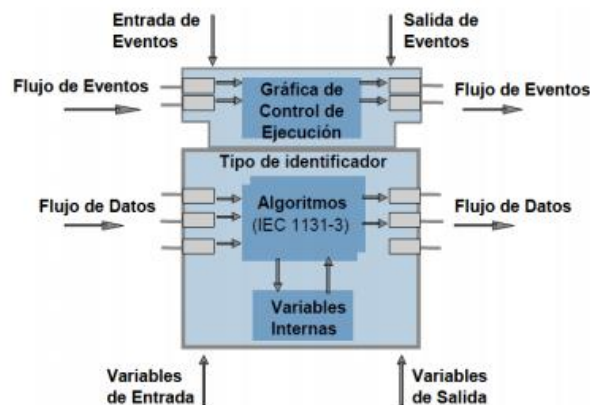 Entrada de
Eventos
Salida de
Eventos
Flujo de Eventos
Gráfica de
Control de
Ejecución
Flujo de Eventos
Tipo de identificador
Flujo de Datos
Algoritmos
(IEC 1131-3)
Flujo de Datos
Variables
Internas
Variables
de Entrada
Variables
de Salida